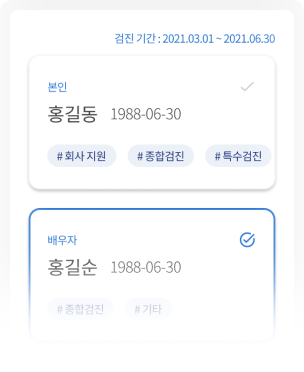 검진 기간 : 2021.03.01 ~ 2021.06.30
본인
홍길동 1988-06-30
# 회사 지원 # 종합검진 # 특수검진
배우자
홍길순 1988-06-30
# 종합검진 # 기타